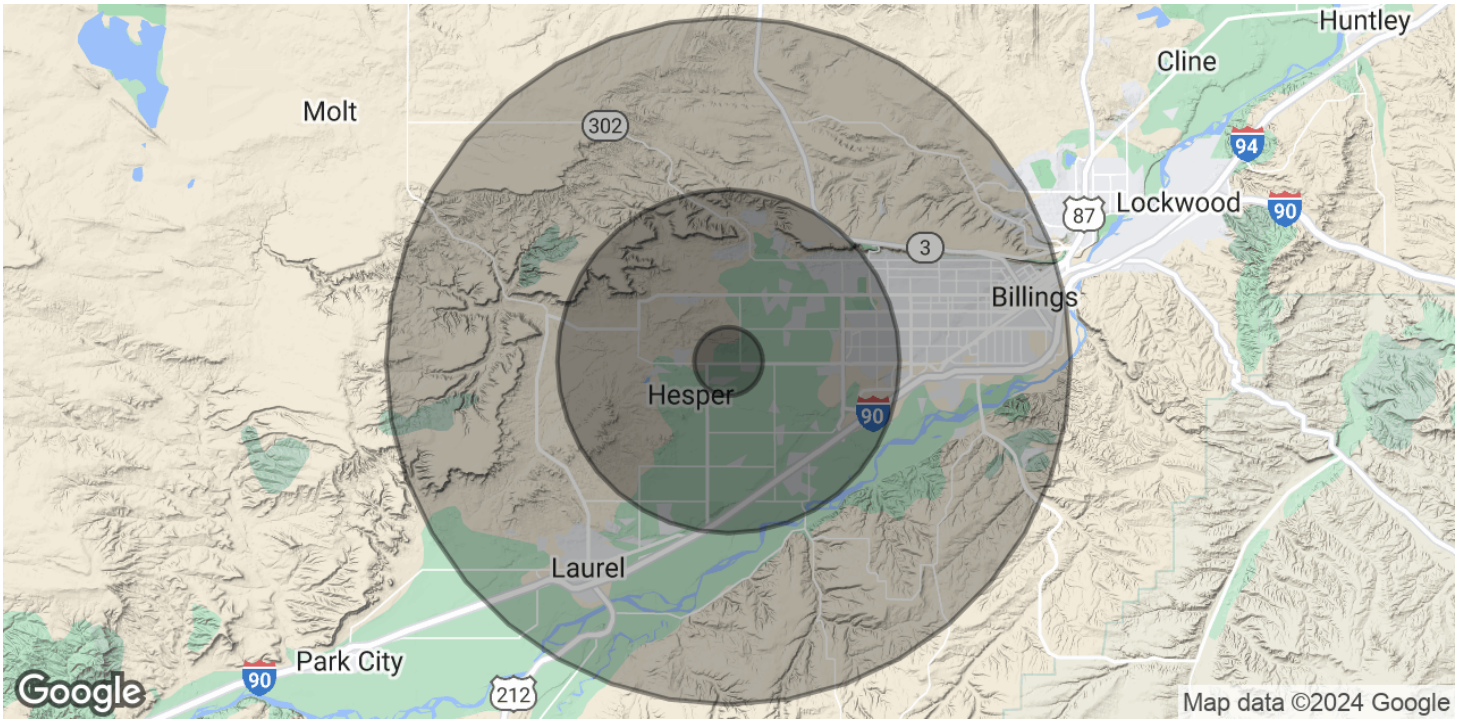 Huntley
Cline
Molt
302
94
Lockwood
90
87
3
Billings
Hesper
90
Laurel
Park City
90
212
Google
Map data ©2024 Google